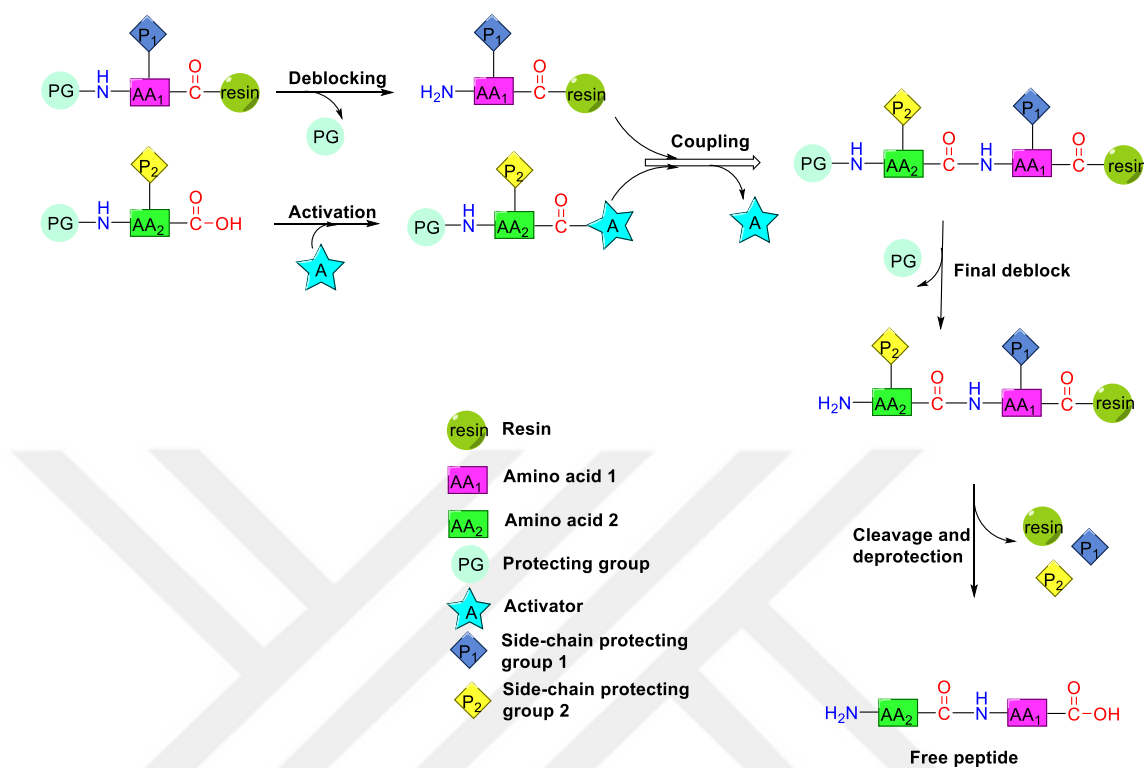 P1
PG N H AA1 C O resin
Deblocking
PG
P1
H2N AA1 C O resin
P2
PG N H AA2 C O OH
Activation
A
P2
PG N H AA2 C O A
Coupling
A
P2 P1
PG N H AA2 C O N H AA1 C O resin
PG
Final deblock
P2 P1
H2N AA2 C O N H AA1 C O resin
Cleavage and
deprotection
resin
P1
P2
H2N AA2 C O N H AA1 C O OH
Free peptide
resin Resin
AA1 Amino acid 1
AA2 Amino acid 2
PG Protecting group
A Activator
P1 Side-chain protecting
group 1
P2 Side-chain protecting
group 2